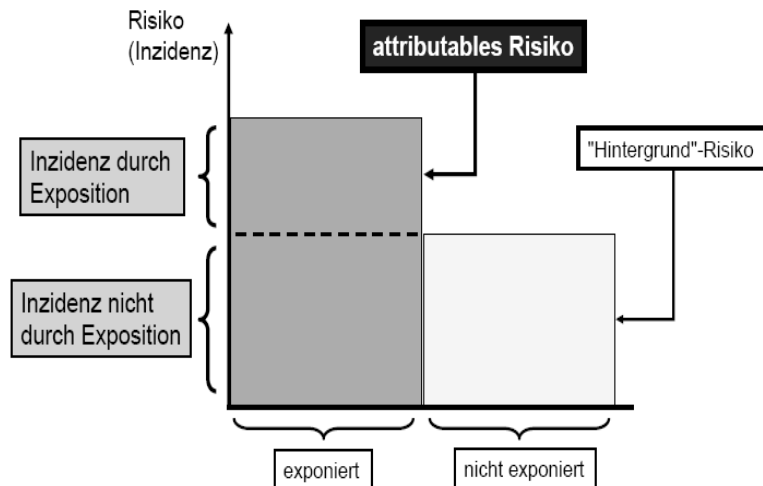 Risiko
(Inzidenz)
attributables Risiko
"Hintergrund"-Risiko
Inzidenz durch
Exposition
Inzidenz nicht
durch Exposition
exponiert
nicht exponiert